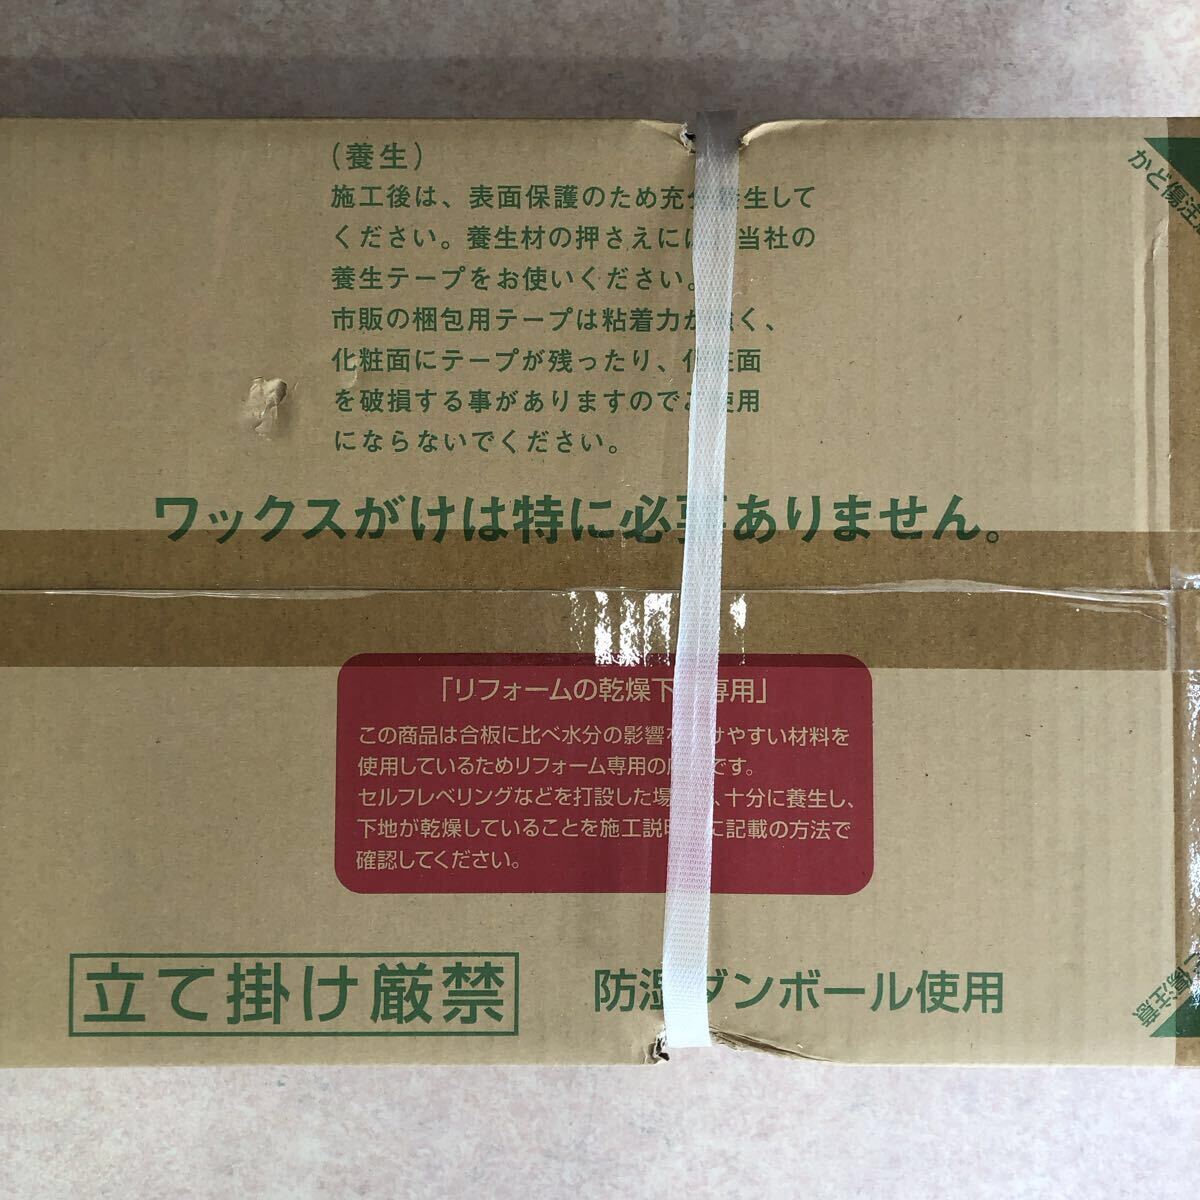 （養生）
施工後は、表面保護のため充分養生して
ください。養生材の押さえには、当社の
養生テープをお使いください。
市販の梱包用テープは粘着力が強く、
化粧面にテープが残ったり、化粧面
を破損する事がありますのでご使用
にならないでください。
ワックスがけは特に必要ありません。
「リフォームの乾燥下地専用」
この商品は合板に比べ水分の影響を受けやすい材料を
使用しているためリフォーム専用の床材です。
セルフレベリングなどを打設した場合は、十分に養生し、
下地が乾燥していることを施工説明書に記載の方法で
確認してください。
立て掛け厳禁
防湿ダンボール使用
かど傷注意
傷注意